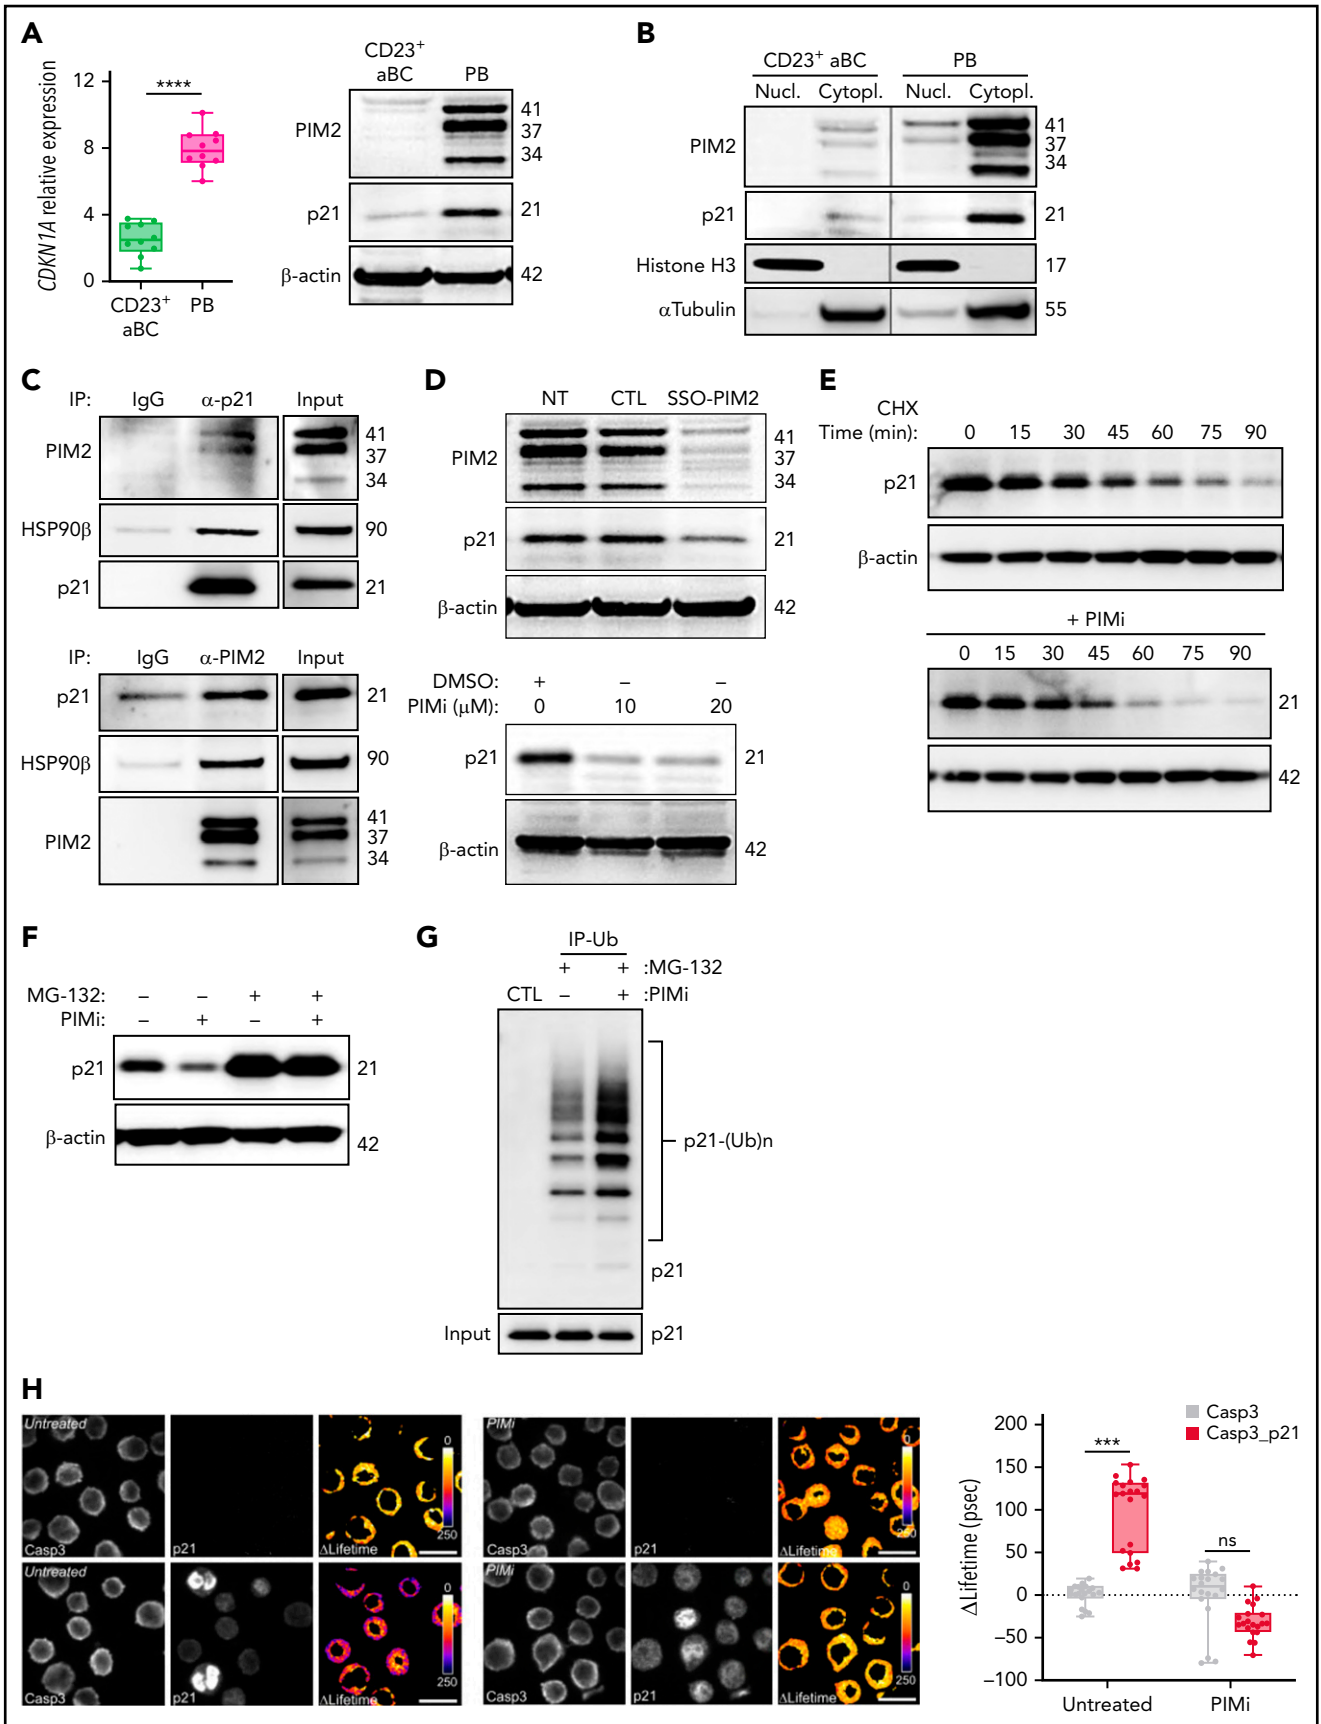 A
CDKN1A relative expression
12
8
4
0
****
CD23+ aBC
PB
CD23+ aBC
PB
PIM2
41
37
34
p21
21
β-actin
42
B
CD23+ aBC
PB
Nucl.
Cytopl.
Nucl.
Cytopl.
PIM2
41
37
34
p21
21
Histone H3
17
αTubulin
55
C
IP:
IgG
α-p21
Input
PIM2
41
37
34
HSP90β
90
p21
21
IP:
IgG
α-PIM2
Input
p21
21
HSP90β
90
PIM2
41
37
34
D
NT
CTL
SSO-PIM2
PIM2
41
37
34
p21
21
β-actin
42
DMSO:
+
–
–
PIMi (μM):
0
10
20
p21
21
β-actin
42
E
CHX
Time (min):
0
15
30
45
60
75
90
p21
β-actin
+ PIMi
0
15
30
45
60
75
90
21
42
F
MG-132:
–
–
+
+
PIMi:
–
+
–
+
p21
21
β-actin
42
G
IP-Ub
+
+
:MG-132
CTL
–
+
:PIMi
p21-(Ub)n
p21
Input
p21
H
Untreated
Casp3
p21
ΔLifetime
0
250
PIMi
Casp3
p21
ΔLifetime
0
250
Untreated
Casp3
p21
ΔLifetime
0
250
PIMi
Casp3
p21
ΔLifetime
0
250
ΔLifetime (psec)
200
150
100
50
0
–50
–100
***
ns
Casp3
Casp3_p21
Untreated
PIMi